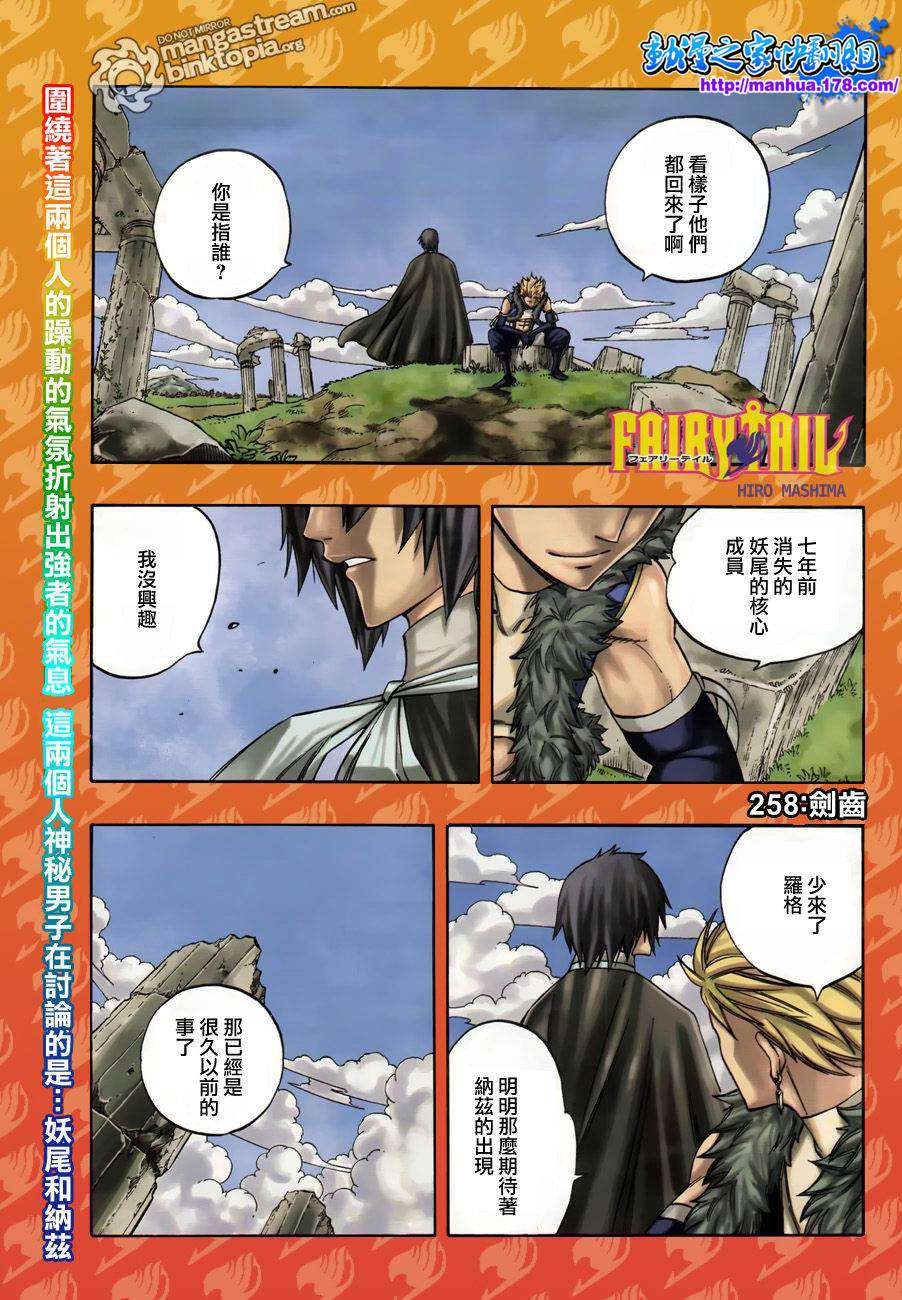 DO NOT MIRROR
mangastream.com
binktopia.org
動漫之家快翻組
http://manhua.178.com/
圍繞著這兩個人的躁動的氣氛折射出強者的氣息 這兩個人神秘男子在討論的是…妖尾和納茲
看樣子他們
都回來了啊
你是指誰？
FAIRY TAIL
フェアリーテイル
HIRO MASHIMA
七年前
消失的
妖尾的核心
成員
我沒興趣
258:劍齒
少來了
羅格
明明那麼期待著
納茲的出現
那已經是
很久以前的
事了